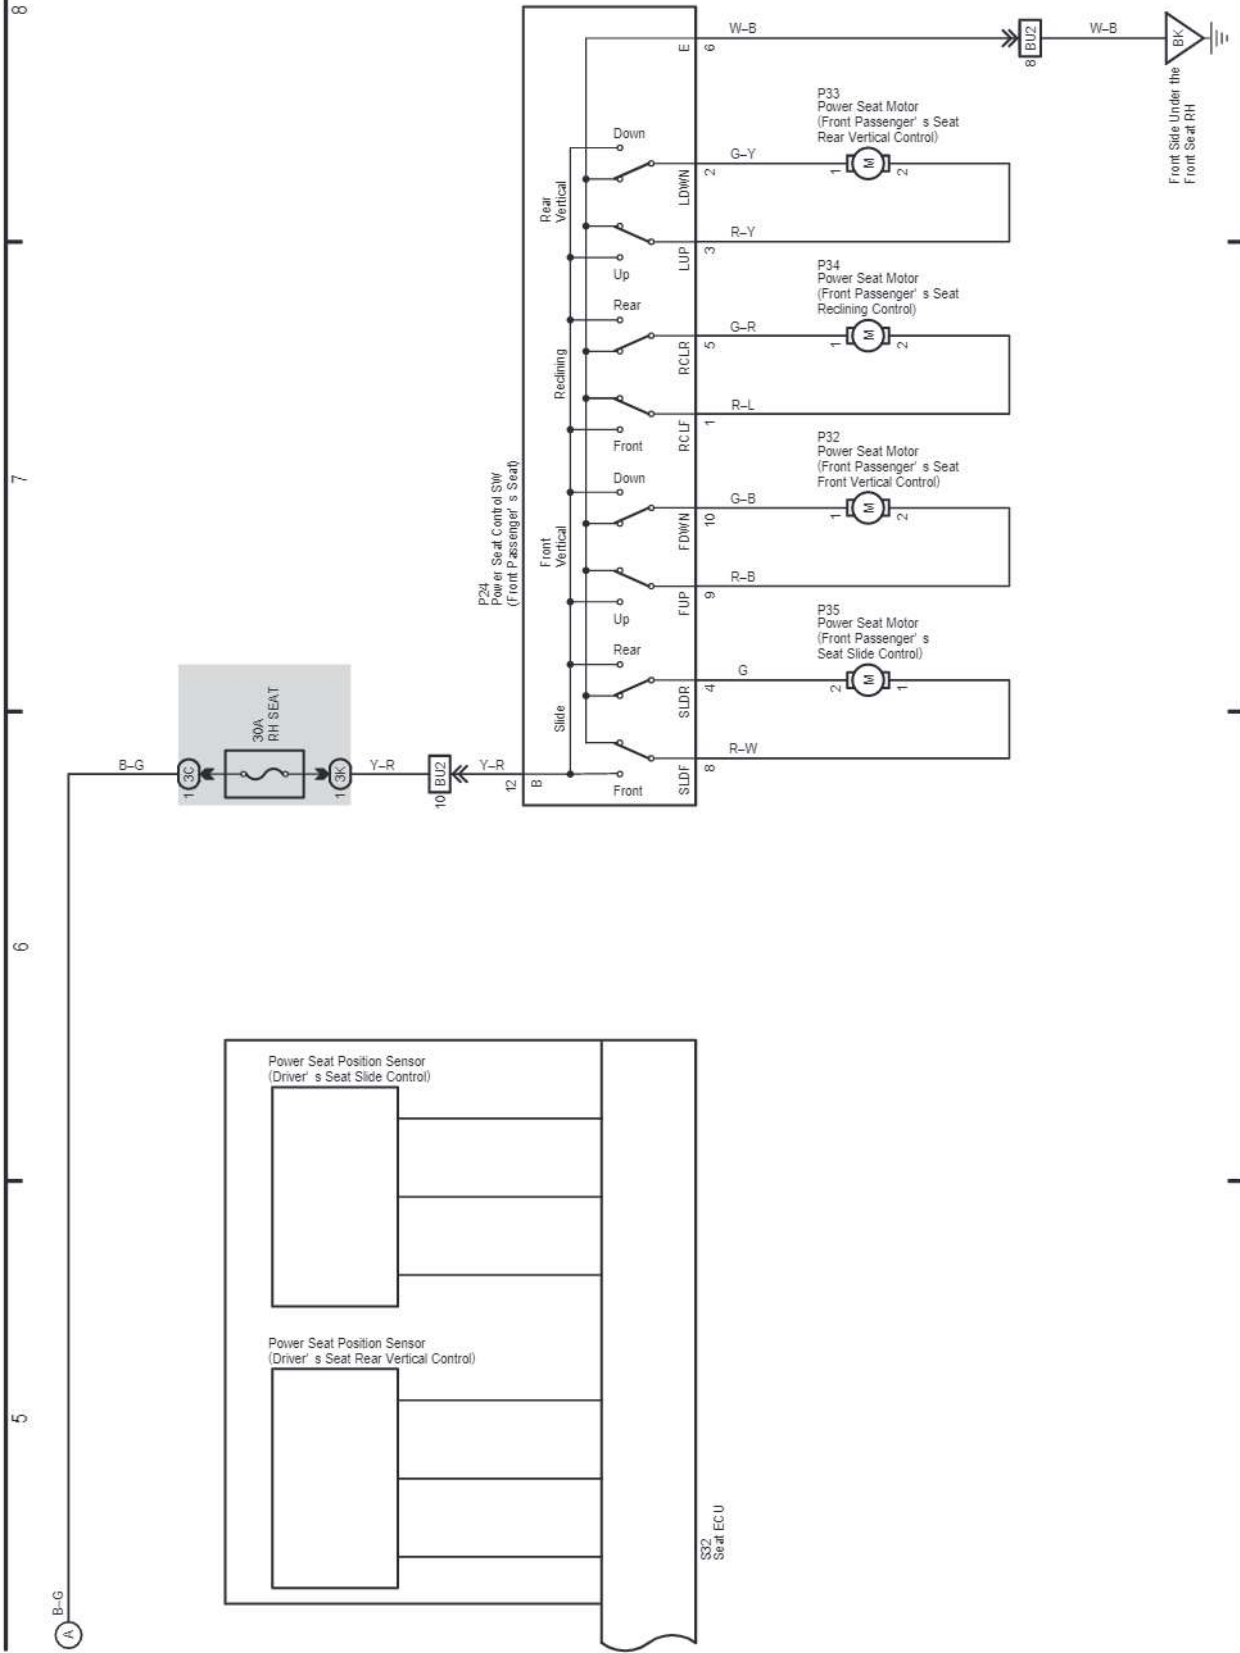 8
7
6
5
A
B–G
B–G
1
3C
30A
RH SEAT
1
3K
Y–R
10
BU2
Y–R
12
B
P24
Power Seat Control SW
(Front Passenger' s Seat)
Slide
Front
Vertical
Reclining
Rear
Vertical
Down
Up
Rear
Front
Down
Up
Rear
Front
E
LDWN
LUP
RCLR
RCLF
FDWN
FUP
SLDR
SLDF
6
W–B
8
BU2
W–B
BK
Front Side Under the
Front Seat RH
P33
Power Seat Motor
(Front Passenger' s Seat
Rear Vertical Control)
2
G–Y
1
M
2
3
R–Y
P34
Power Seat Motor
(Front Passenger' s Seat
Reclining Control)
5
G–R
1
M
2
1
R–L
P32
Power Seat Motor
(Front Passenger' s Seat
Front Vertical Control)
10
G–B
1
M
2
9
R–B
P35
Power Seat Motor
(Front Passenger' s
Seat Slide Control)
4
G
2
M
1
8
R–W
Power Seat Position Sensor
(Driver' s Seat Slide Control)
Power Seat Position Sensor
(Driver' s Seat Rear Vertical Control)
S32
Seat ECU